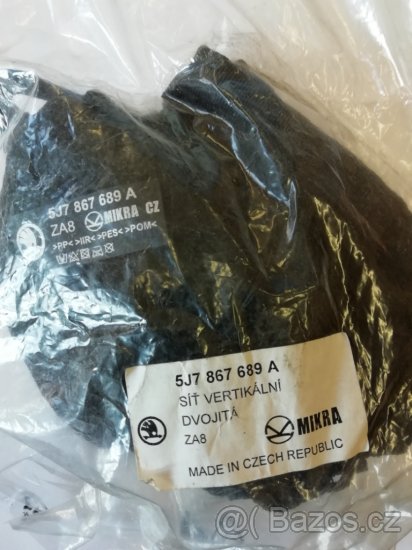 5J7 867 689 A
ZA8 MIKRA CZ
>PP<>IIR<>PES<>POM<
5J7 867 689 A
SÍŤ VERTIKÁLNÍ
DVOJITÁ
ZA8 MIKRA
MADE IN CZECH REPUBLIC
@ Bazos.cz